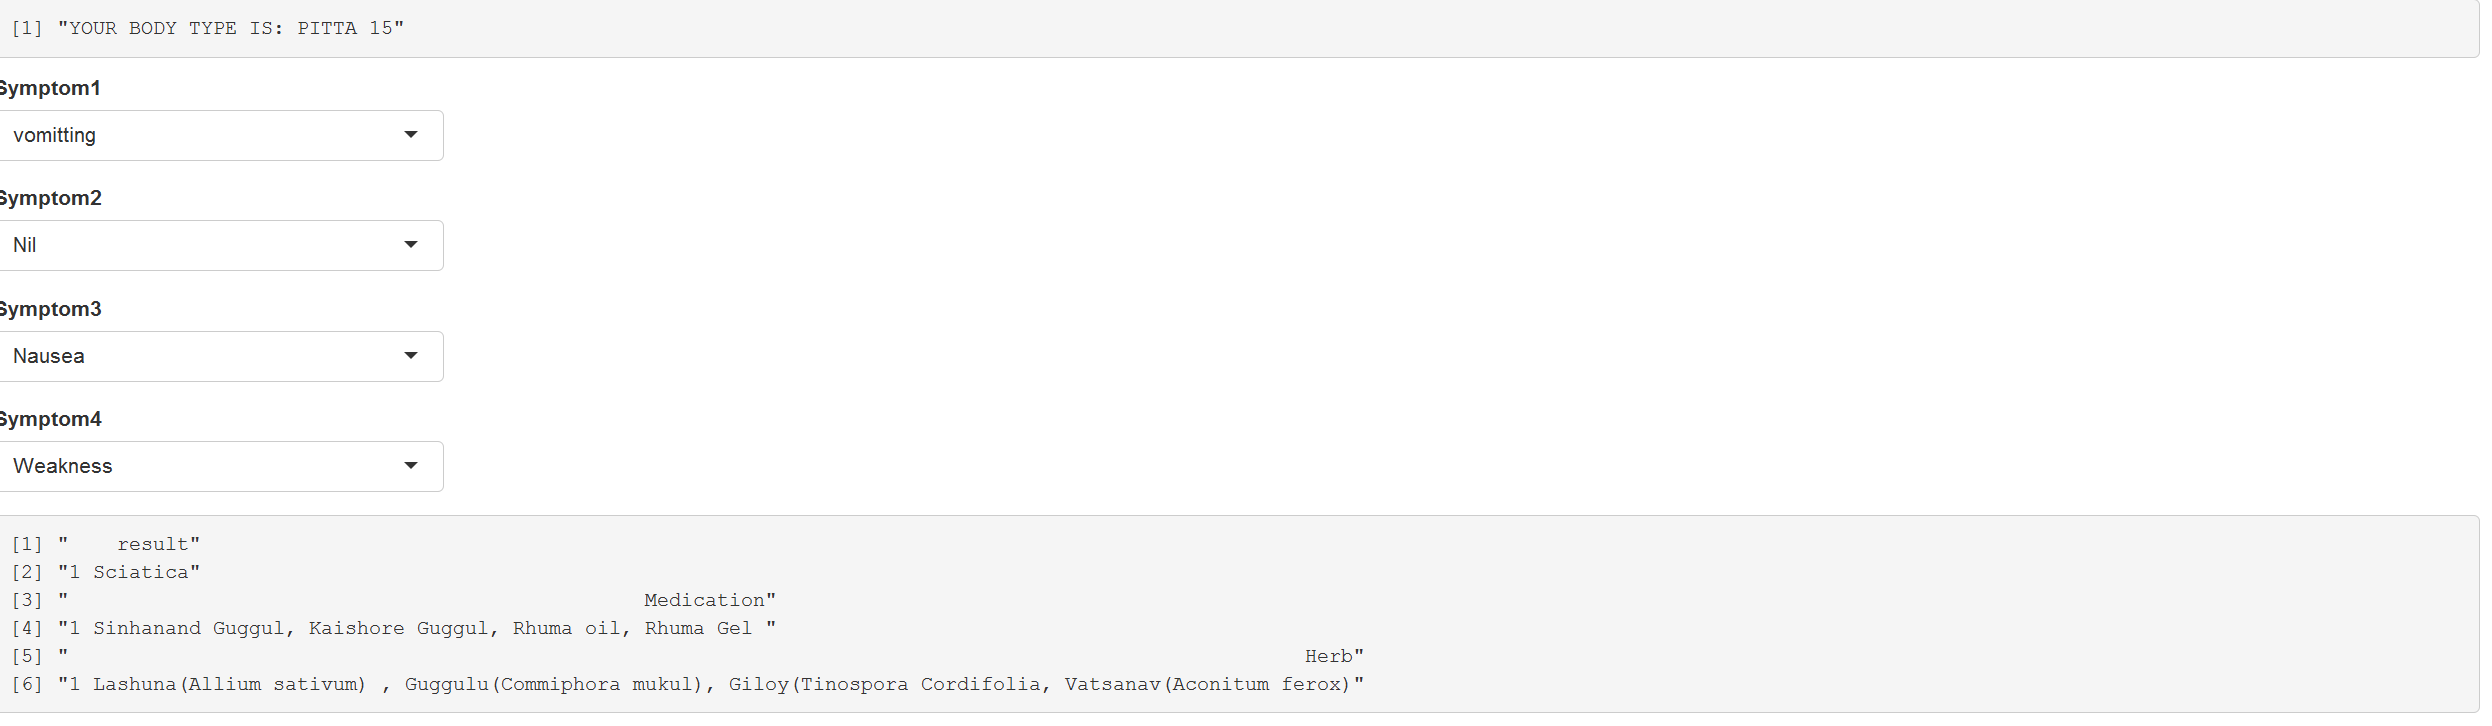 [1] "YOUR BODY TYPE IS: PITTA 15"
Symptom1
vomitting
Symptom2
Nil
Symptom3
Nausea
Symptom4
Weakness
[1] "    result"
[2] "1 Sciatica"
[3] "                                                Medication"
[4] "1 Sinhanand Guggul, Kaishore Guggul, Rhuma oil, Rhuma Gel "
[5] "                                                                                                       Herb"
[6] "1 Lashuna(Allium sativum) , Guggulu(Commiphora mukul), Giloy(Tinospora Cordifolia, Vatsanav(Aconitum ferox)"